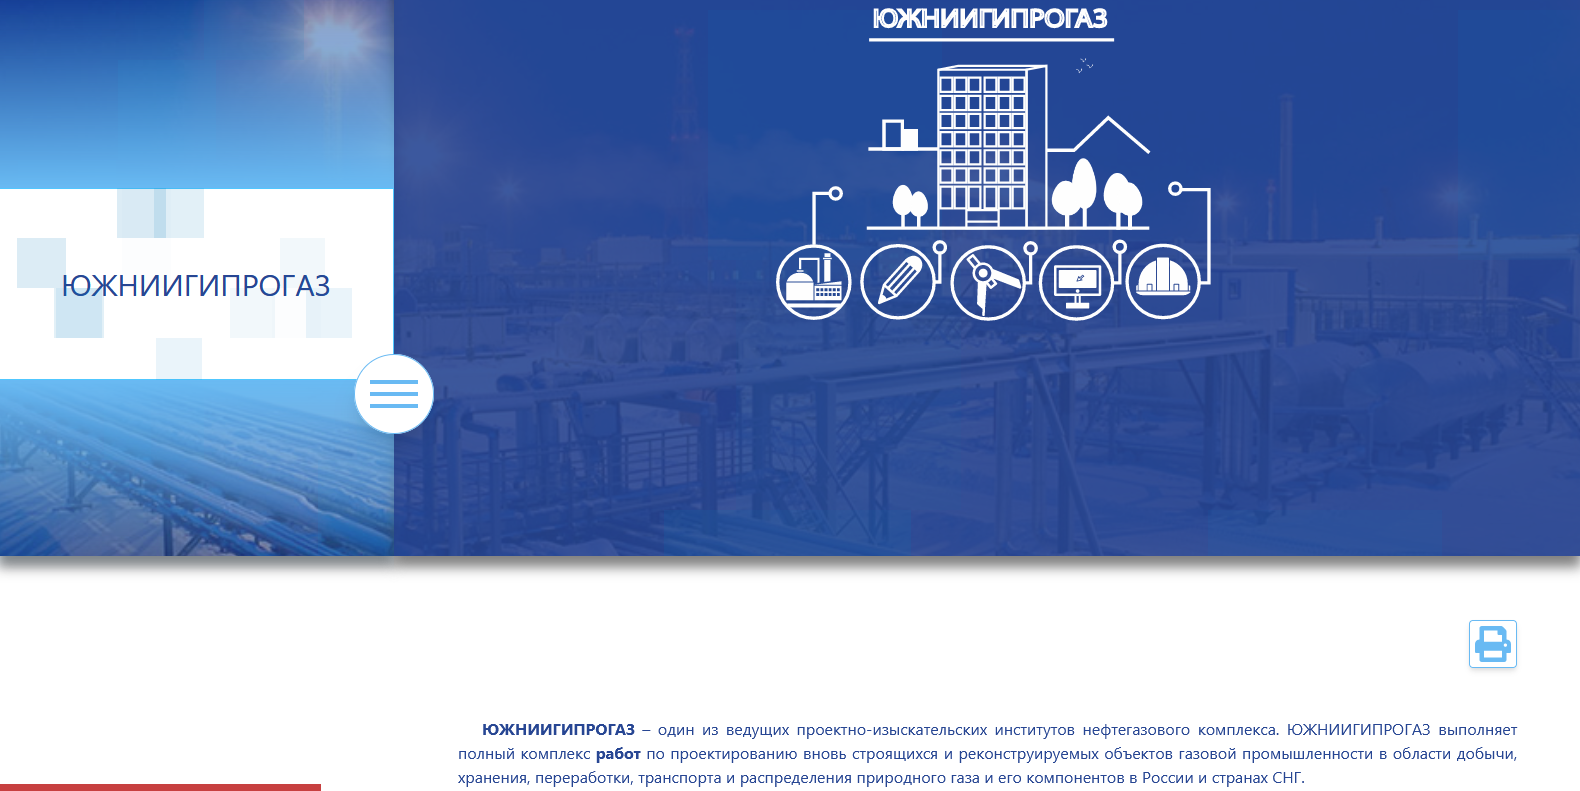 ЮЖНИИГИПРОГАЗ
ЮЖНИИГИПРОГАЗ
ЮЖНИИГИПРОГАЗ – один из ведущих проектно-изыскательских институтов нефтегазового комплекса. ЮЖНИИГИПРОГАЗ выполняет
полный комплекс работ по проектированию вновь строящихся и реконструируемых объектов газовой промышленности в области добычи,
хранения, переработки, транспорта и распределения природного газа и его компонентов в России и странах СНГ.